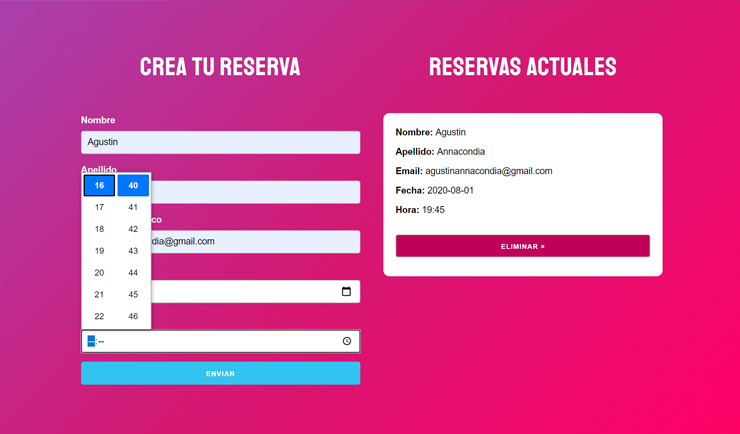 CREA TU RESERVA
Nombre
Agustin
Apellido
16 40
17 41
18 42
19 43
20 44
21 45
22 46
co
dia@gmail.com
--:--
ENVIAR
RESERVAS ACTUALES
Nombre: Agustin
Apellido: Annacondia
Email: agustinannacondia@gmail.com
Fecha: 2020-08-01
Hora: 19:45
ELIMINAR ×